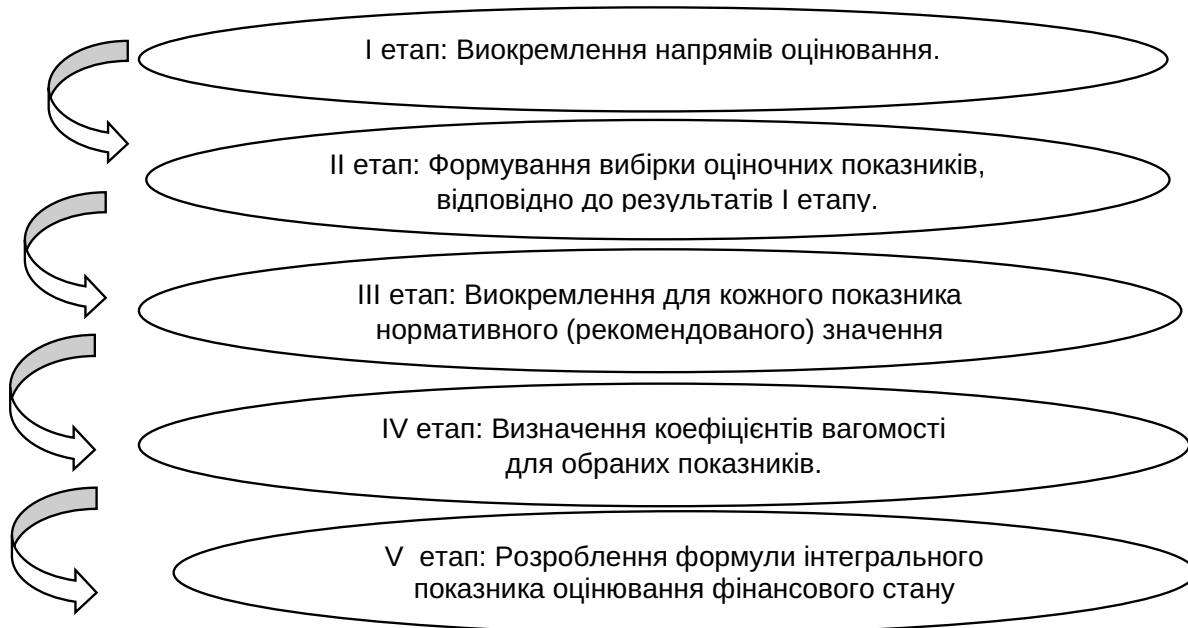 I етап: Виокремлення напрямів оцінювання.
II етап: Формування вибірки оціночних показників,
відповідно до результатів I етапу.
III етап: Виокремлення для кожного показника
нормативного (рекомендованого) значення
IV етап: Визначення коефіцієнтів вагомості
для обраних показників.
V етап: Розроблення формули інтегрального
показника оцінювання фінансового стану